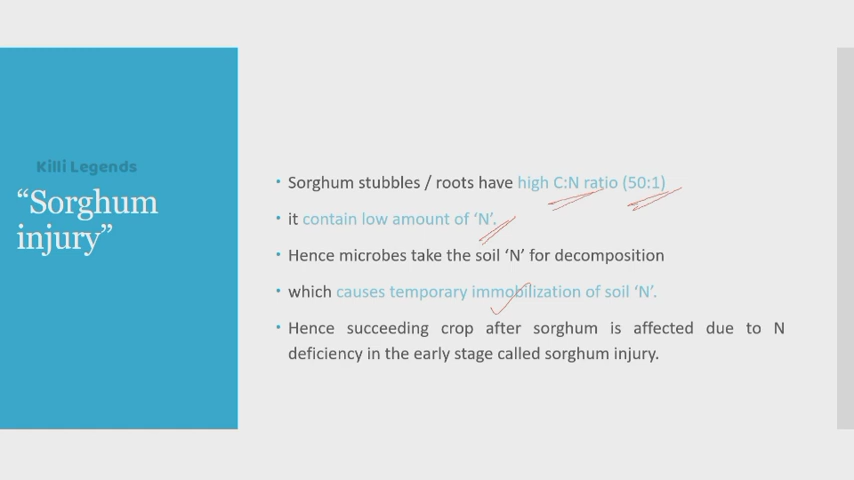 Killi Legends
“Sorghum
injury”
• Sorghum stubbles / roots have high C:N ratio (50:1)
• it contain low amount of ‘N’.
• Hence microbes take the soil ‘N’ for decomposition
• which causes temporary immobilization of soil ‘N’.
• Hence succeeding crop after sorghum is affected due to N
deficiency in the early stage called sorghum injury.